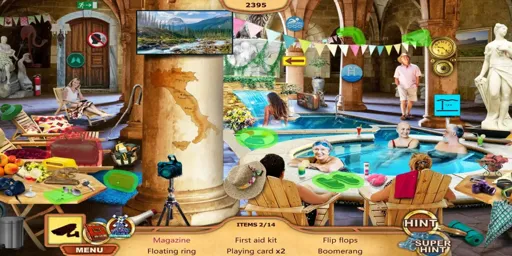 2395
ITEMS 2/14
Magazine First aid kit Flip flops
Floating ring Playing card x2 Boomerang
MENU
HINT
SUPER HINT